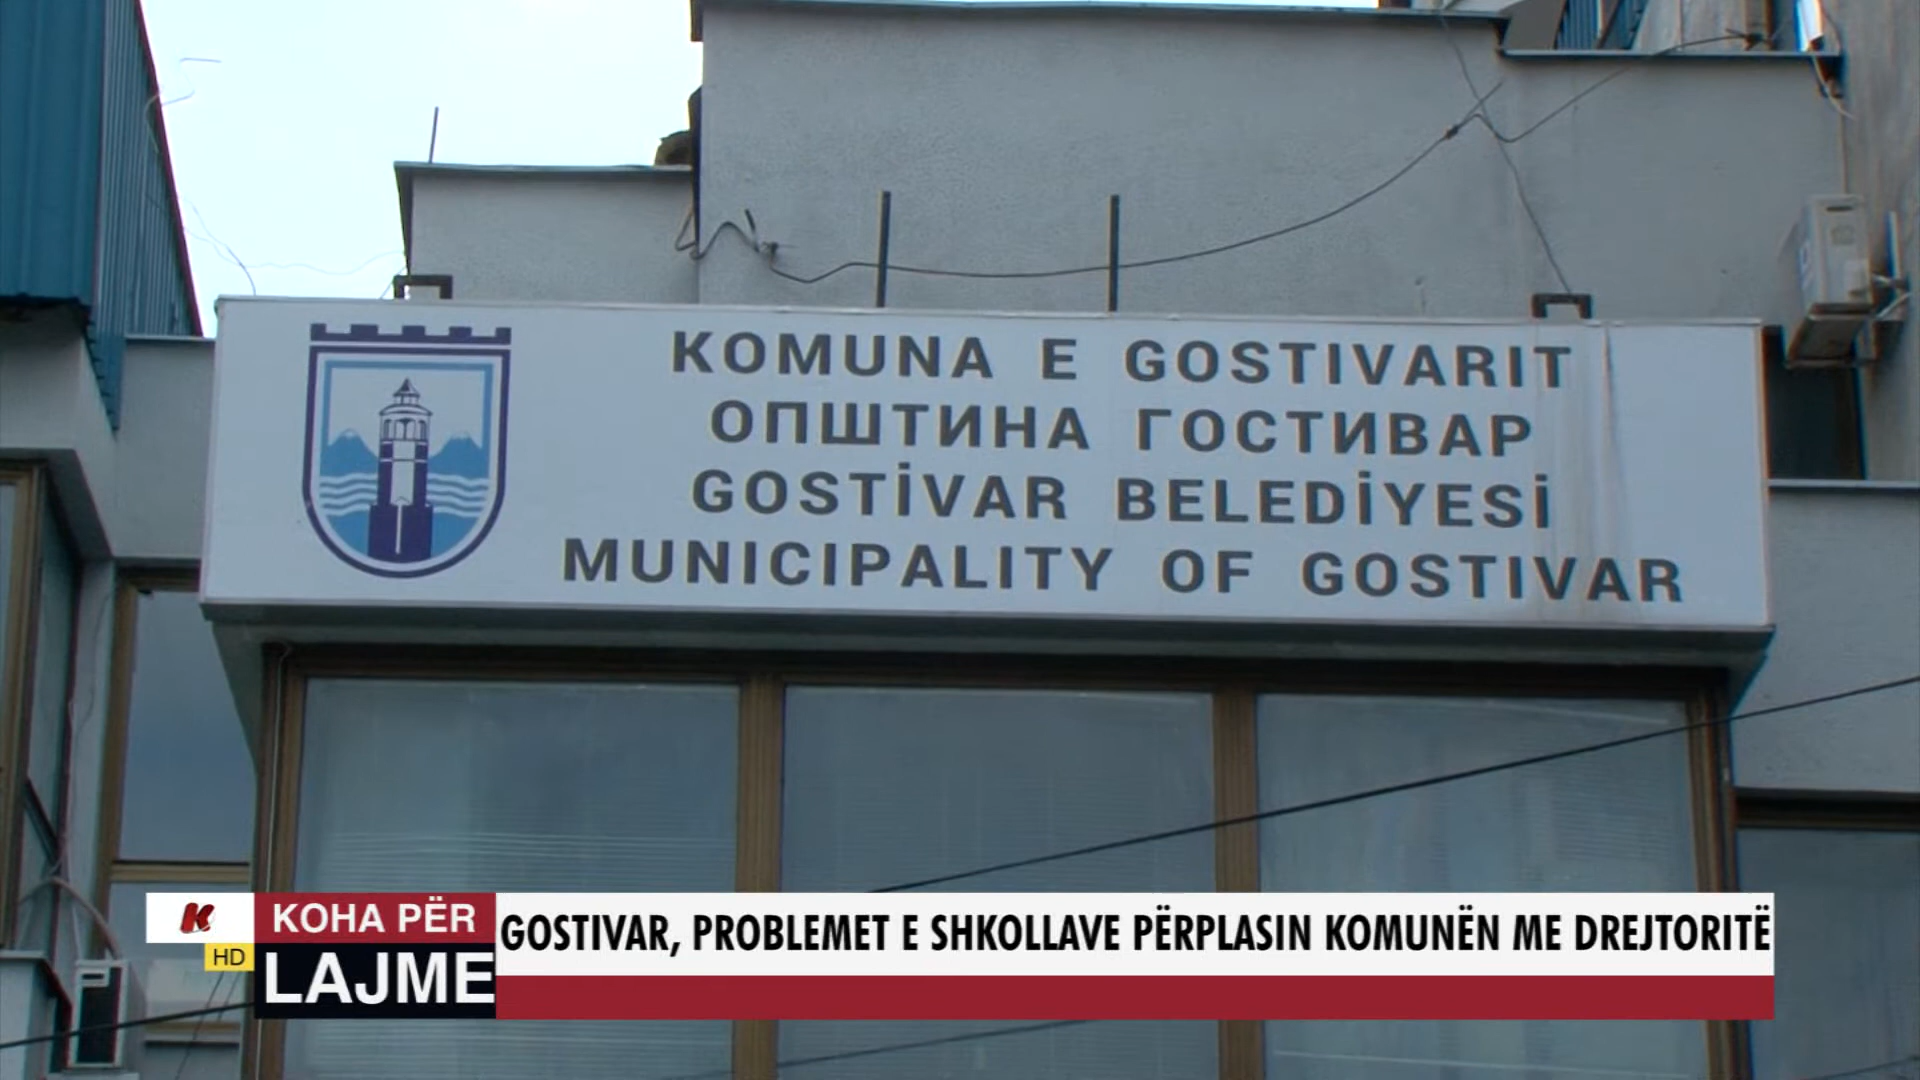 KOMUNA E GOSTIVARIT
ОПШТИНА ГОСТИВАР
GOSTİVAR BELEDİYESİ
MUNICIPALITY OF GOSTIVAR
K
HD
KOHA PËR
LAJME
GOSTIVAR, PROBLEMET E SHKOLLAVE PËRPLASIN KOMUNËN ME DREJTORITË